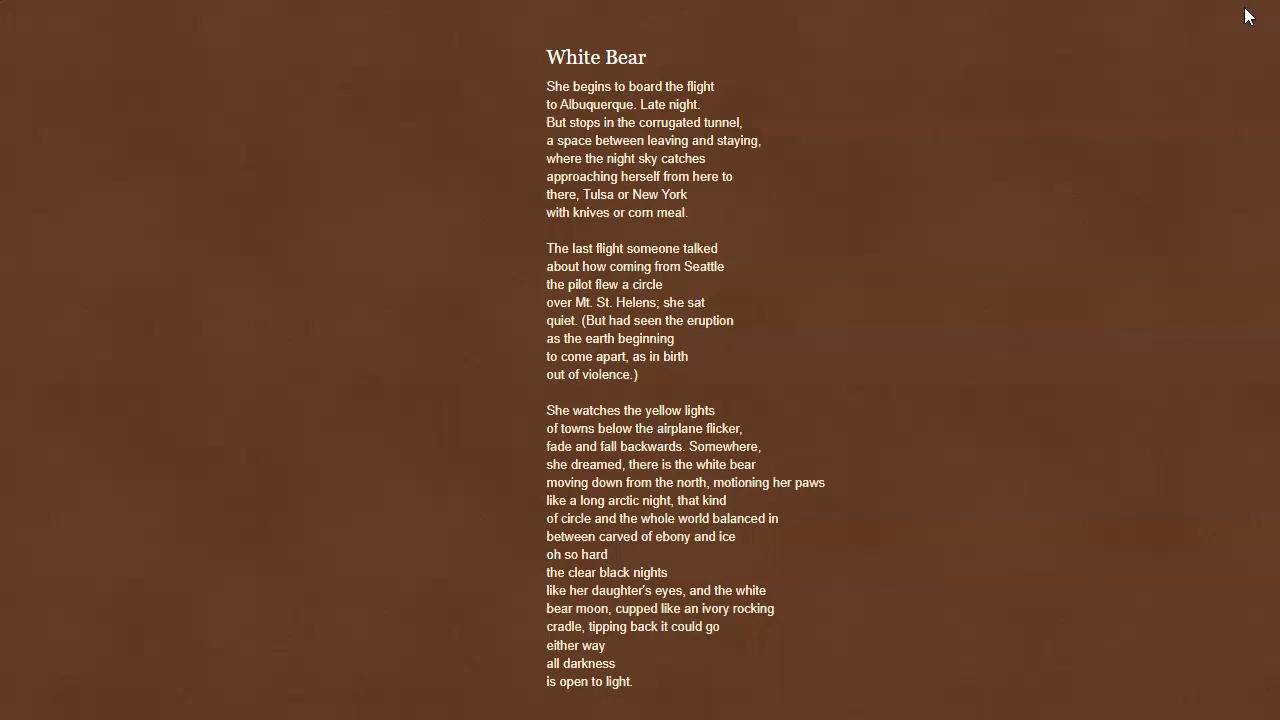 White Bear
She begins to board the flight
to Albuquerque. Late night.
But stops in the corrugated tunnel,
a space between leaving and staying,
where the night sky catches
approaching herself from here to
there, Tulsa or New York
with knives or corn meal.
The last flight someone talked
about how coming from Seattle
the pilot flew a circle
over Mt. St. Helens; she sat
quiet. (But had seen the eruption
as the earth beginning
to come apart, as in birth
out of violence.)
She watches the yellow lights
of towns below the airplane flicker,
fade and fall backwards. Somewhere,
she dreamed, there is the white bear
moving down from the north, motioning her paws
like a long arctic night, that kind
of circle and the whole world balanced in
between carved of ebony and ice
oh so hard
the clear black nights
like her daughter's eyes, and the white
bear moon, cupped like an ivory rocking
cradle, tipping back it could go
either way
all darkness
is open to light.